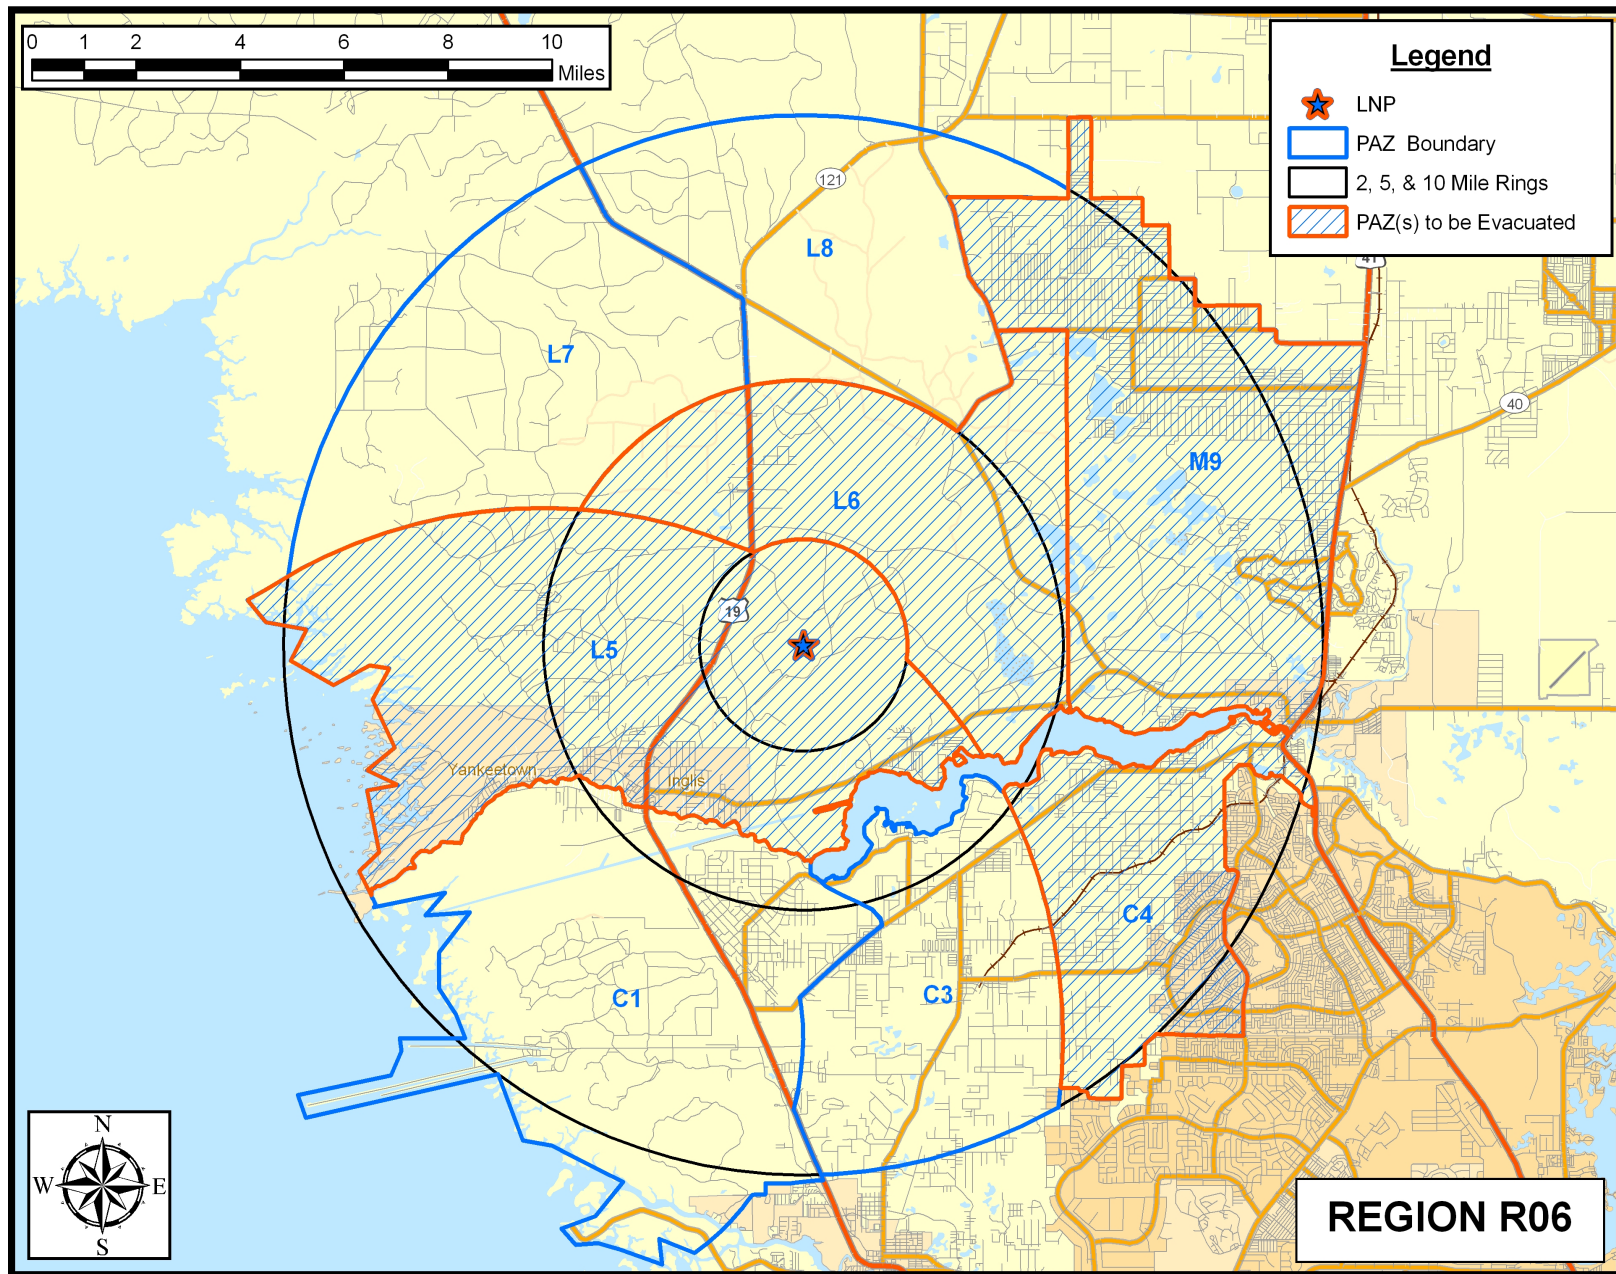 0 1 2 4 6 8 10
Miles
Legend
LNP
PAZ Boundary
2, 5, & 10 Mile Rings
PAZ(s) to be Evacuated
121
L8
41
L7
40
M9
L6
19
L5
Yankeetown
Inglis
C4
C3
C1
N
W E
S
REGION R06